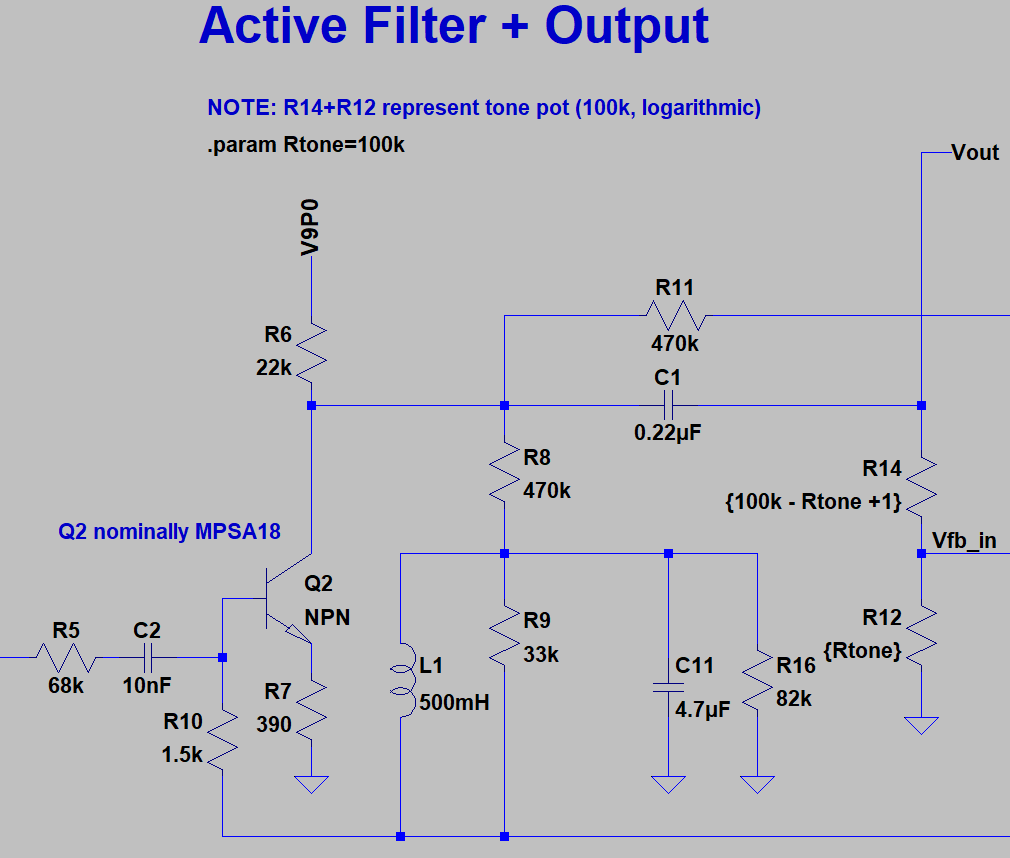 Active Filter + Output
NOTE: R14+R12 represent tone pot (100k, logarithmic)
.param Rtone=100k
Vout
V9P0
R11
470k
R6
22k
C1
0.22µF
R8
470k
R14
{100k - Rtone +1}
Q2 nominally MPSA18
Vfb_in
Q2
NPN
R5
68k
C2
10nF
R9
33k
R12
{Rtone}
L1
500mH
C11
4.7µF
R16
82k
R7
390
R10
1.5k